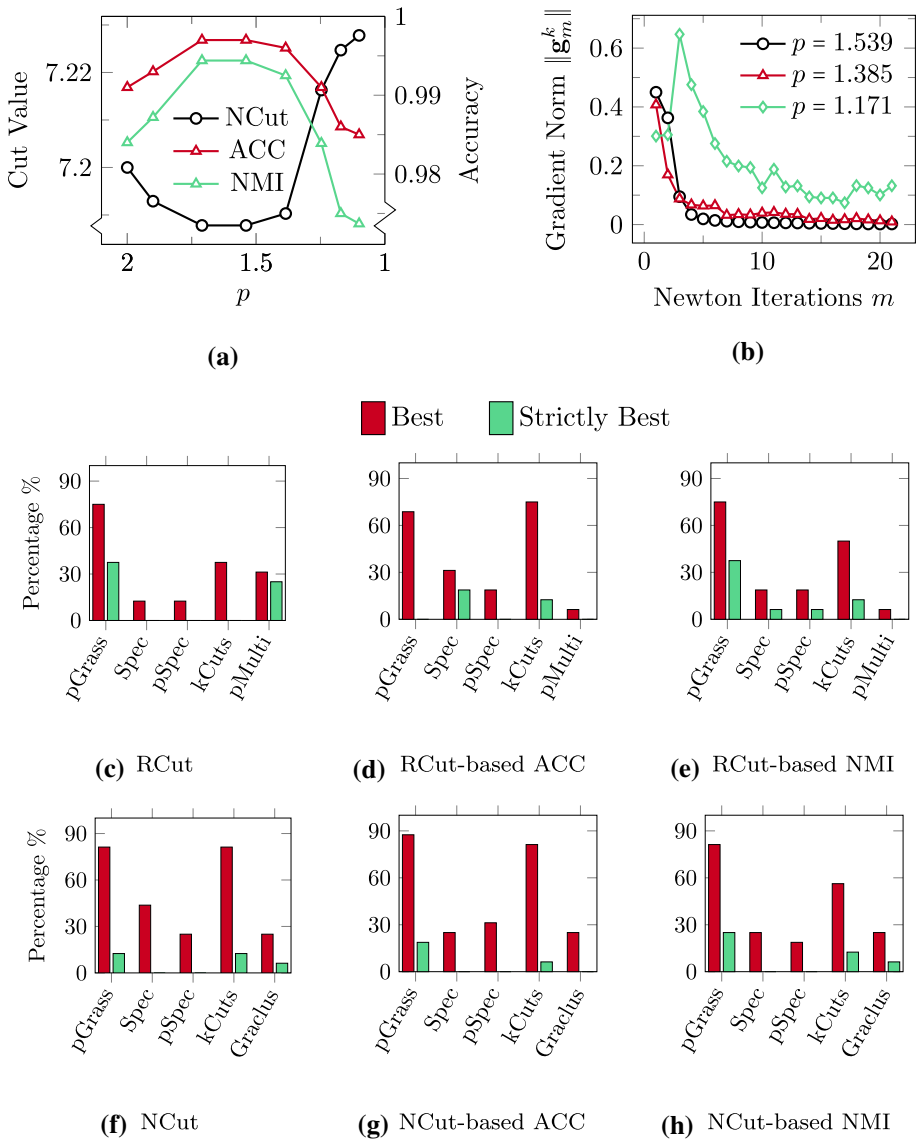 1
7.22
0.99
NCut
ACC
NMI
7.2
0.98
Cut Value
Accuracy
2
1.5
1
p
(a)
0.6
0.4
0.2
0
Gradient Norm ‖g_m^k‖
p = 1.539
p = 1.385
p = 1.171
0
10
20
Newton Iterations m
(b)
Best
Strictly Best
Percentage %
90
60
30
0
pGrass
Spec
pSpec
kCuts
pMulti
(c) RCut
90
60
30
0
pGrass
Spec
pSpec
kCuts
pMulti
(d) RCut-based ACC
90
60
30
0
pGrass
Spec
pSpec
kCuts
pMulti
(e) RCut-based NMI
Percentage %
90
60
30
0
pGrass
Spec
pSpec
kCuts
Graclus
(f) NCut
90
60
30
0
pGrass
Spec
pSpec
kCuts
Graclus
(g) NCut-based ACC
90
60
30
0
pGrass
Spec
pSpec
kCuts
Graclus
(h) NCut-based NMI